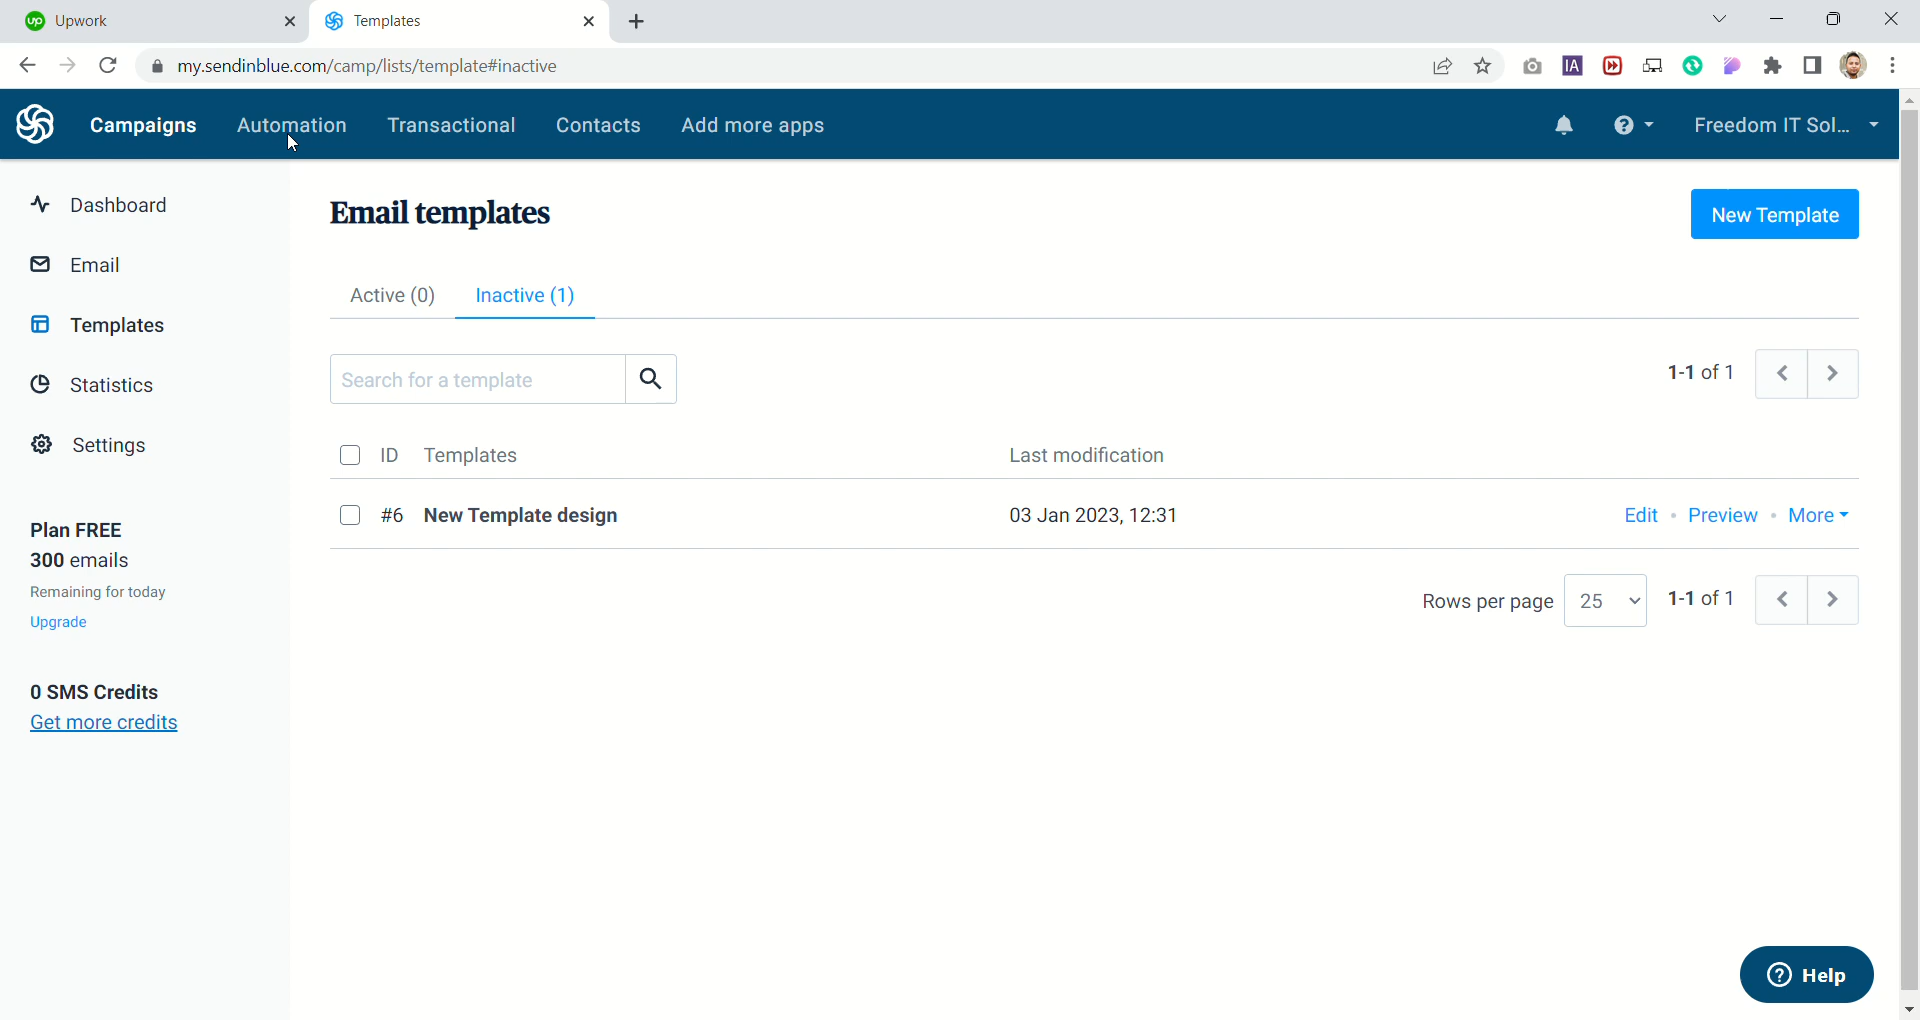 up Upwork
Templates
my.sendinblue.com/camp/lists/template#inactive
IA
Campaigns Automation Transactional Contacts Add more apps
Freedom IT Sol...
Dashboard
Email
Templates
Statistics
Settings
Plan FREE
300 emails
Remaining for today
Upgrade
0 SMS Credits
Get more credits
Email templates
New Template
Active (0) Inactive (1)
Search for a template
1-1 of 1
ID Templates Last modification
#6 New Template design 03 Jan 2023, 12:31 Edit • Preview • More
Rows per page 25 1-1 of 1
Help